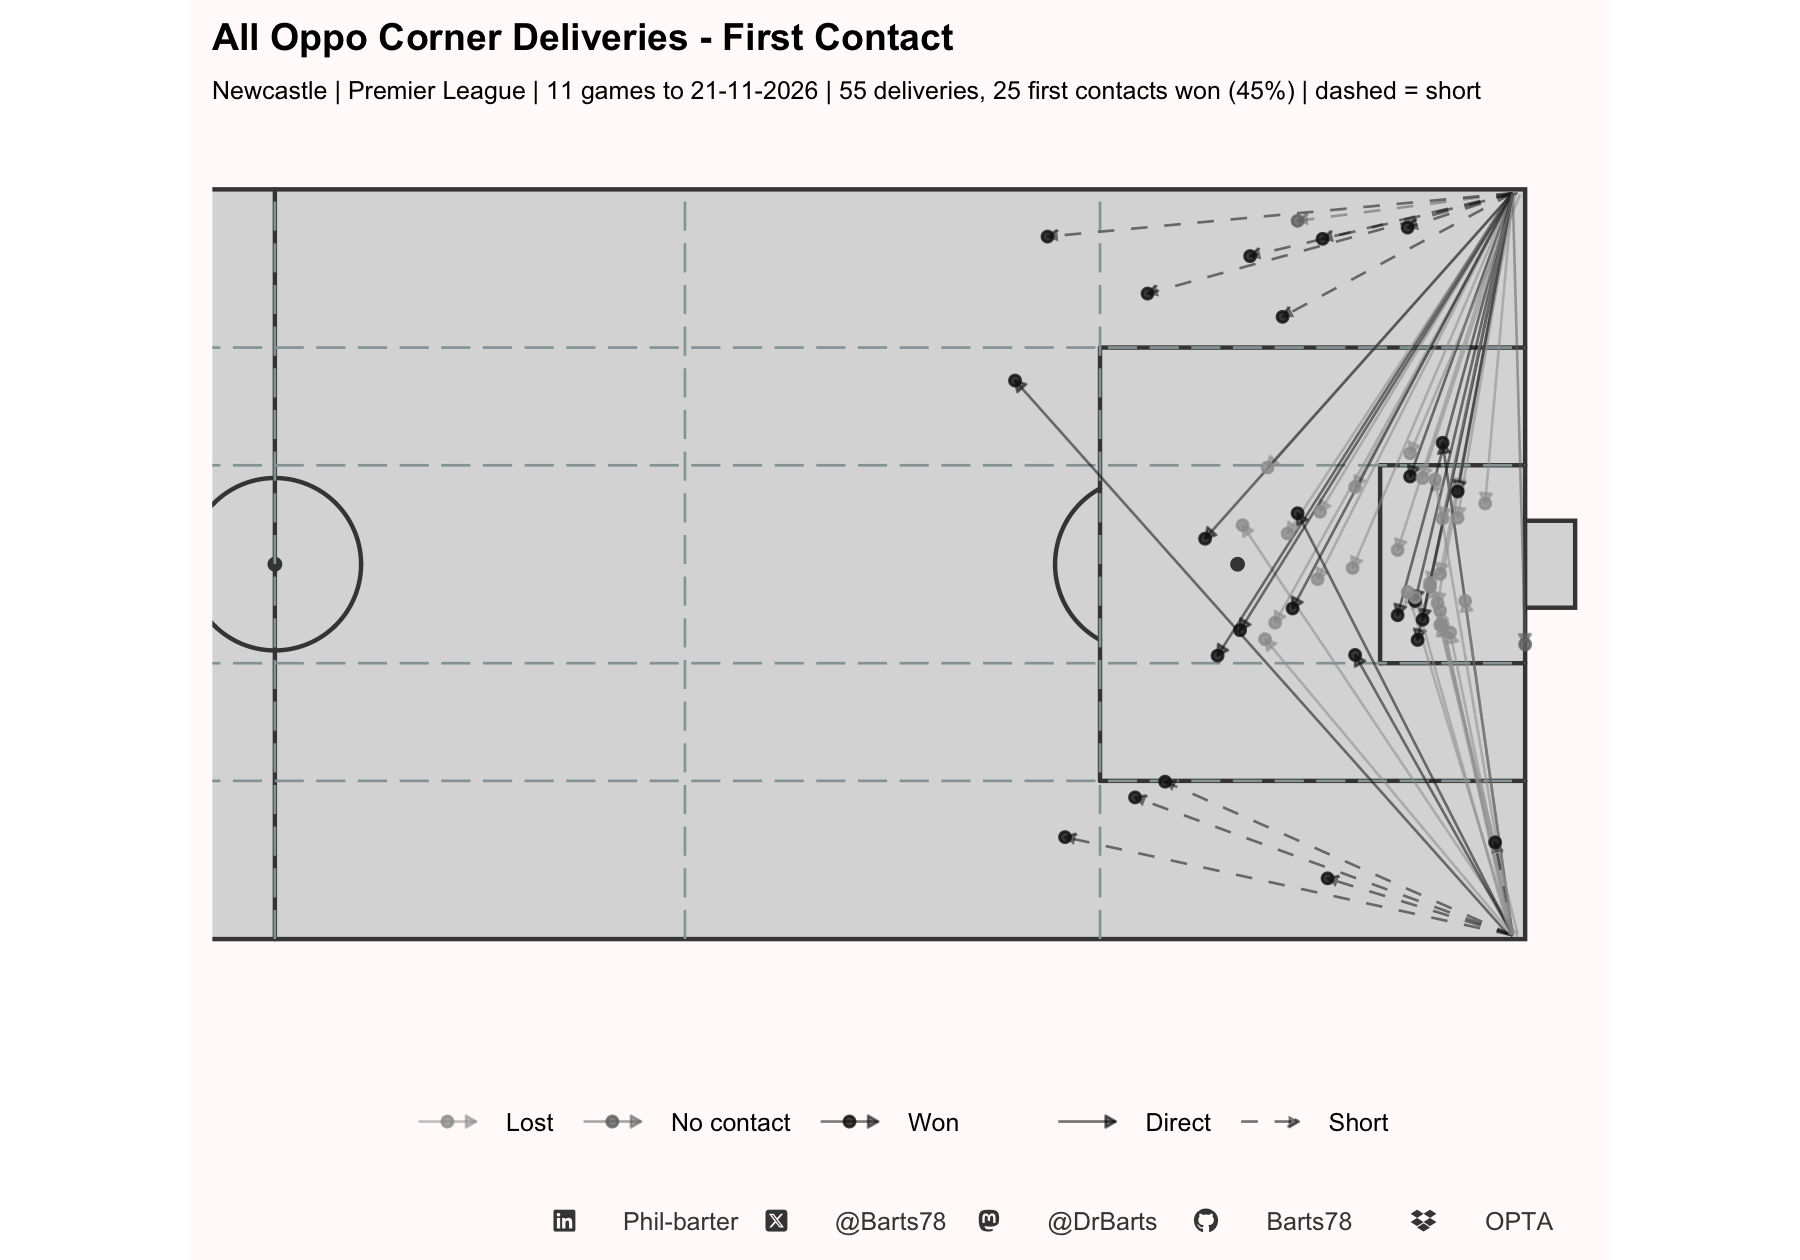 All Oppo Corner Deliveries - First Contact
Newcastle | Premier League | 11 games to 21-11-2026 | 55 deliveries, 25 first contacts won (45%) | dashed = short
Lost No contact Won Direct Short
Phil-barter @Barts78 @DrBarts Barts78 OPTA